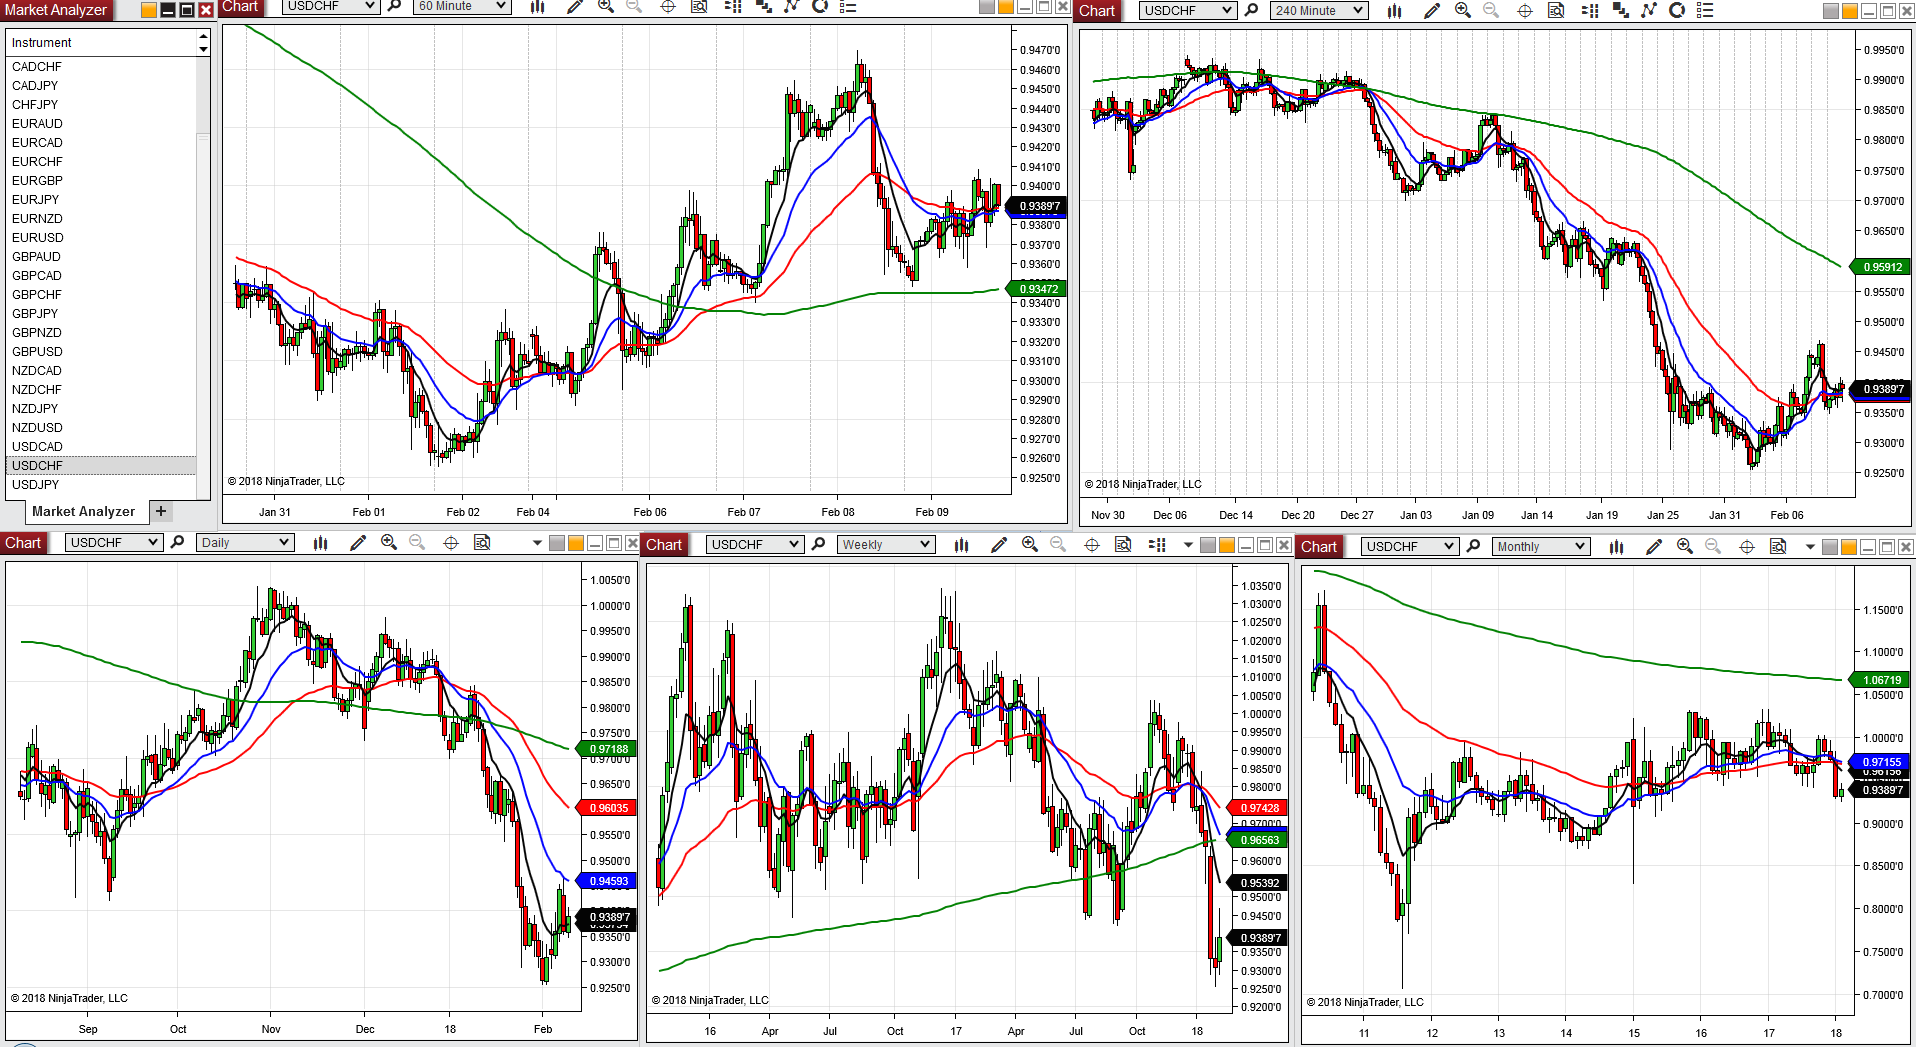 Market Analyzer
Instrument
CADCHF
CADJPY
CHFJPY
EURAUD
EURCAD
EURCHF
EURGBP
EURJPY
EURNZD
EURUSD
GBPAUD
GBPCAD
GBPCHF
GBPJPY
GBPNZD
GBPUSD
NZDCAD
NZDCHF
NZDJPY
NZDUSD
USDCAD
USDCHF
USDJPY
Market Analyzer +
Chart USDCHF 60 Minute
0.9470'0
0.9460'0
0.9450'0
0.9440'0
0.9430'0
0.9420'0
0.9410'0
0.9400'0
0.9389'7
0.9380'0
0.9370'0
0.9360'0
0.93472
0.9340'0
0.9330'0
0.9320'0
0.9310'0
0.9300'0
0.9290'0
0.9280'0
0.9270'0
0.9260'0
0.9250'0
© 2018 NinjaTrader, LLC
Jan 31 Feb 01 Feb 02 Feb 04 Feb 06 Feb 07 Feb 08 Feb 09
Chart USDCHF 240 Minute
0.9950'0
0.9900'0
0.9850'0
0.9800'0
0.9750'0
0.9700'0
0.9650'0
0.95912
0.9550'0
0.9500'0
0.9450'0
0.9389'7
0.9350'0
0.9300'0
0.9250'0
© 2018 NinjaTrader, LLC
Nov 30 Dec 06 Dec 14 Dec 20 Dec 27 Jan 03 Jan 09 Jan 14 Jan 19 Jan 25 Jan 31 Feb 06
Chart USDCHF Daily
1.0050'0
1.0000'0
0.9950'0
0.9900'0
0.9850'0
0.9800'0
0.9750'0
0.97188
0.9700'0
0.9650'0
0.96035
0.9550'0
0.9500'0
0.94593
0.9389'7
0.9350'0
0.9300'0
0.9250'0
© 2018 NinjaTrader, LLC
Sep Oct Nov Dec 18 Feb
Chart USDCHF Weekly
1.0350'0
1.0300'0
1.0250'0
1.0200'0
1.0150'0
1.0100'0
1.0050'0
1.0000'0
0.9950'0
0.9900'0
0.9850'0
0.9800'0
0.97428
0.9700'0
0.96563
0.9600'0
0.95392
0.9500'0
0.9450'0
0.9389'7
0.9350'0
0.9300'0
0.9250'0
0.9200'0
© 2018 NinjaTrader, LLC
16 Apr Jul Oct 17 Apr Jul Oct 18
Chart USDCHF Monthly
1.1500'0
1.1000'0
1.06719
1.0500'0
1.0000'0
0.97155
0.9389'7
0.9000'0
0.8500'0
0.8000'0
0.7500'0
0.7000'0
© 2018 NinjaTrader, LLC
11 12 13 14 15 16 17 18